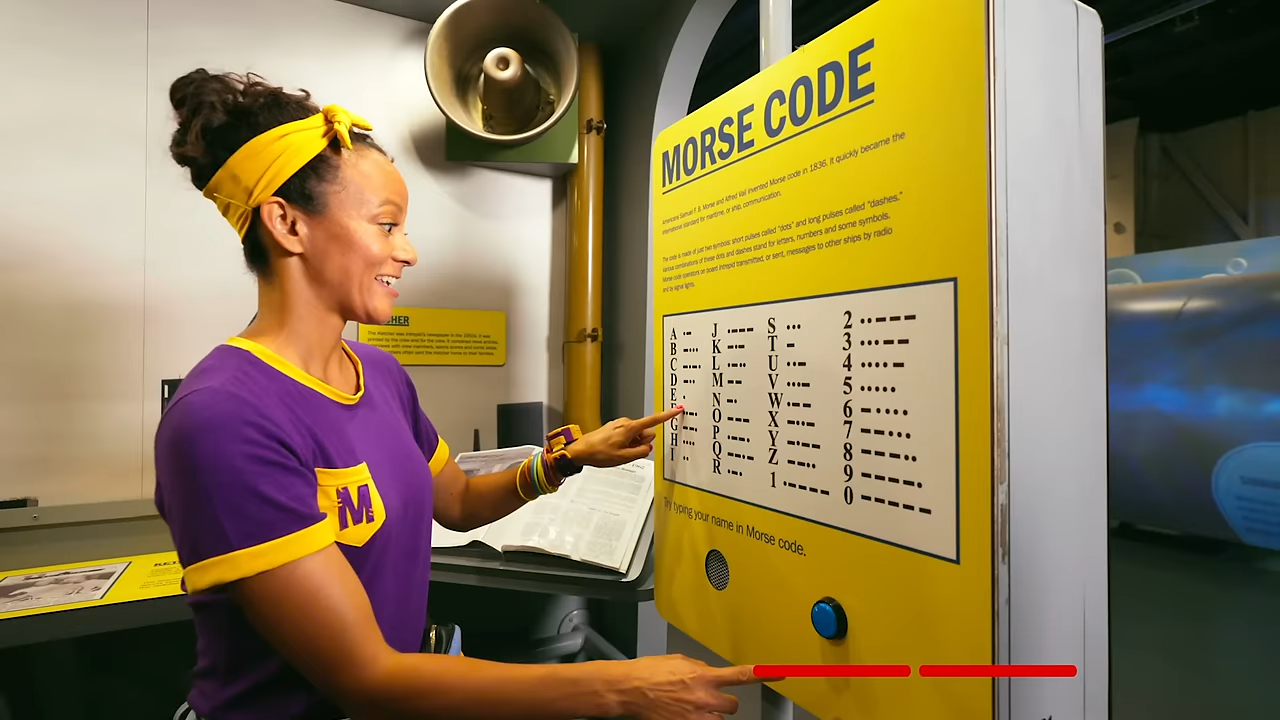 MORSE CODE
Americans Samuel F. B. Morse and Alfred Vail invented Morse code in 1836. It quickly became the
international standard for maritime, or ship, communication.
The code is made of just two symbols: short pulses called "dots" and long pulses called "dashes."
Various combinations of these dots and dashes stand for letters, numbers and some symbols.
Morse code operators on board Intrepid transmitted, or sent, messages to other ships by radio
and by signal lights.
A J S 2
B K T 3
C L U 4
D M V 5
E N W 6
F O X 7
G P Y 8
H Q Z 9
I R 1 0
Try typing your name in Morse code.
M